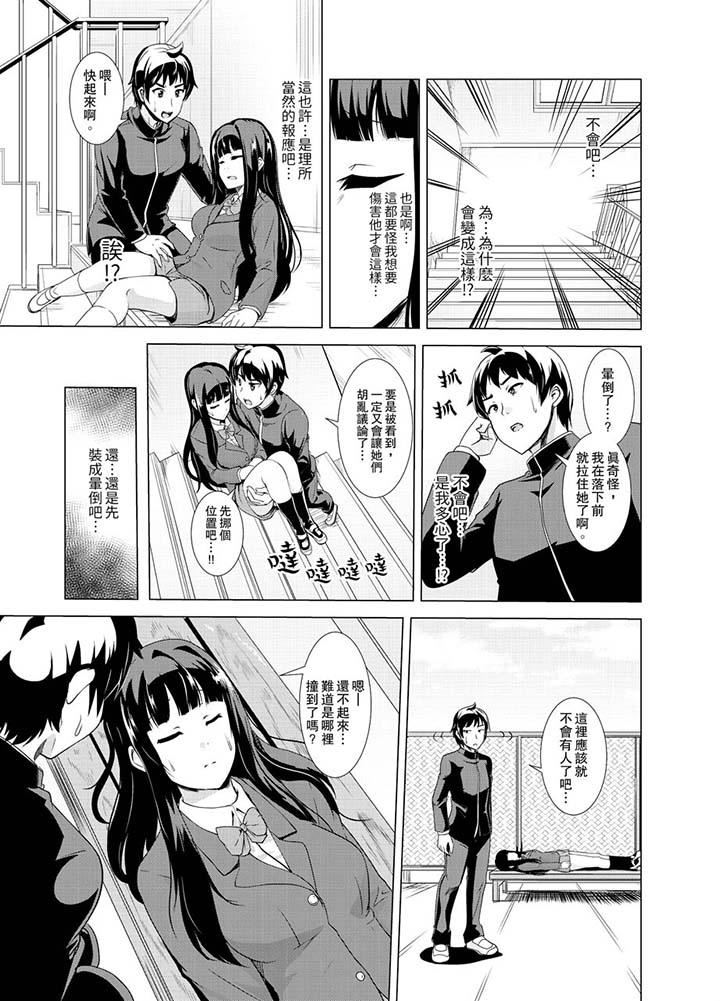 不會吧…
為…為什麼
會變成這樣!?
也是啊…
這都要怪我想要
傷害他才會這樣…
這也許…是理所
當然的報應吧…
喂ー
快起來啊。
誒!?
暈倒了…?
眞奇怪，
我在落下前
就拉住她了啊。
抓
抓
不會吧…
是我多心了…!?
要是被看到，
一定又會讓她們
胡亂議論了…
先挪個
位置吧…!!
噠
噠
噠
噠
還…還是先
裝成暈倒吧…
這裡應該就
不會有人了吧…
嗯ー
還不起來…
難道是哪裡
撞到了嗎？